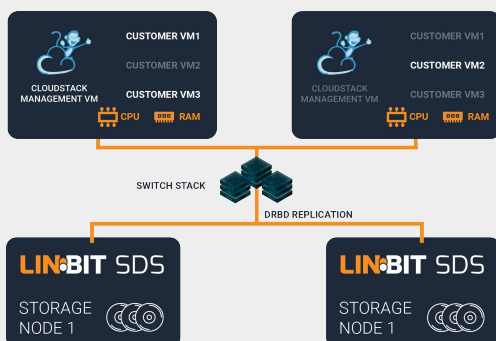 CUSTOMER VM1
CUSTOMER VM2
CLOUDSTACK
MANAGEMENT VM
CUSTOMER VM3
CPU
RAM
CUSTOMER VM1
CUSTOMER VM2
CLOUDSTACK
MANAGEMENT VM
CUSTOMER VM3
CPU
RAM
SWITCH STACK
DRBD REPLICATION
LINBIT SDS
STORAGE
NODE 1
LINBIT SDS
STORAGE
NODE 1